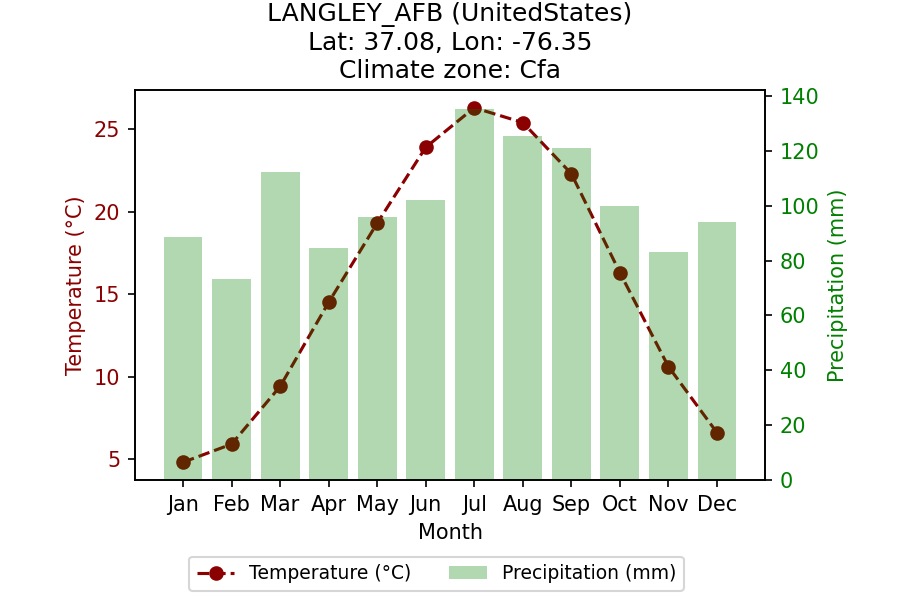 LANGLEY_AFB (UnitedStates)
Lat: 37.08, Lon: -76.35
Climate zone: Cfa
Temperature (°C)
25
20
15
10
5
140
120
100
80
60
40
20
0
Precipitation (mm)
Jan Feb Mar Apr May Jun Jul Aug Sep Oct Nov Dec
Month
Temperature (°C) Precipitation (mm)